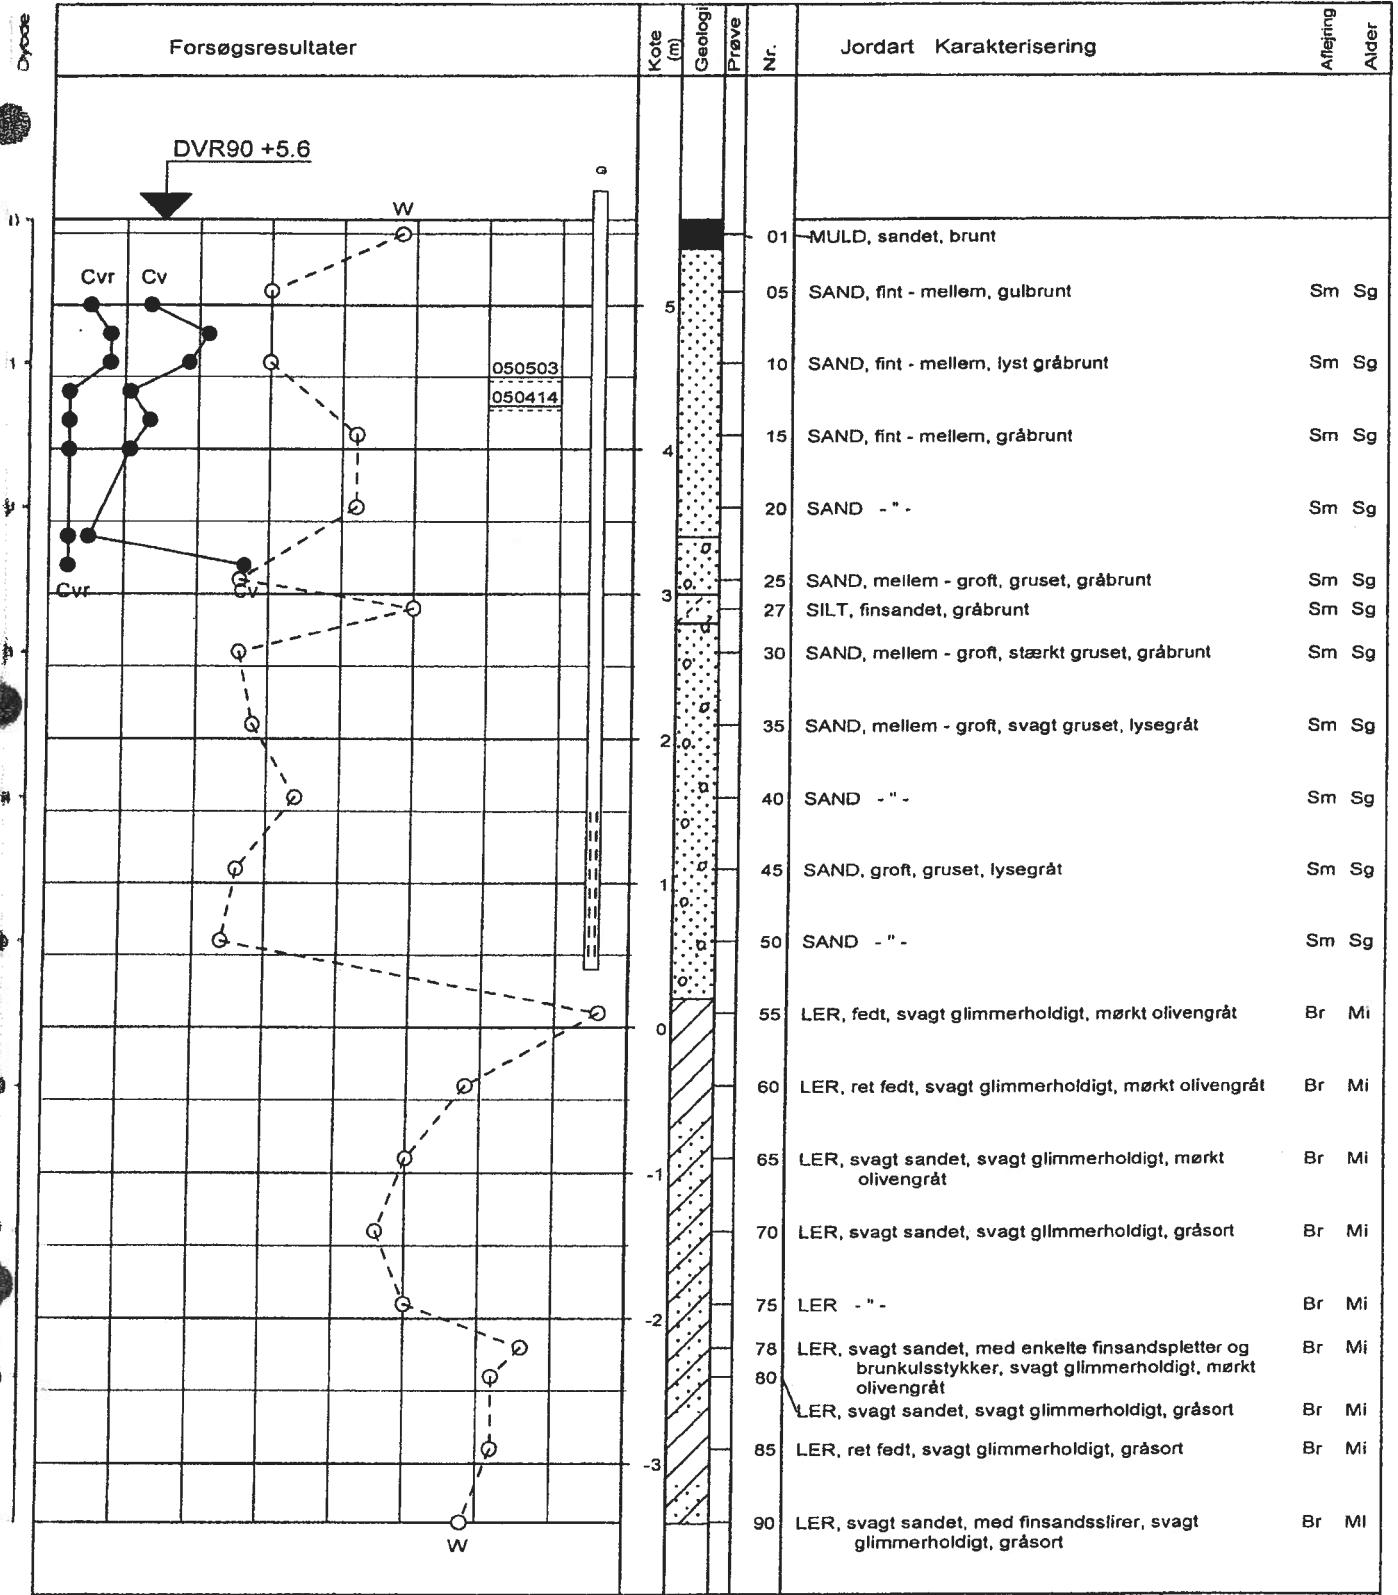 Dybde
Forsøgsresultater
Kote (m)
Geologi
Prøve
Nr.
Jordart Karakterisering
Aflejring
Alder
DVR90 +5.6
W
01 MULD, sandet, brunt
Cvr Cv
5
05 SAND, fint - mellem, gulbrunt Sm Sg
1
10 SAND, fint - mellem, lyst gråbrunt Sm Sg
050503
050414
15 SAND, fint - mellem, gråbrunt Sm Sg
4
20 SAND - " - Sm Sg
25 SAND, mellem - groft, gruset, gråbrunt Sm Sg
Cvr Cv
3
27 SILT, finsandet, gråbrunt Sm Sg
30 SAND, mellem - groft, stærkt gruset, gråbrunt Sm Sg
35 SAND, mellem - groft, svagt gruset, lysegråt Sm Sg
2
40 SAND - " - Sm Sg
45 SAND, groft, gruset, lysegråt Sm Sg
1
50 SAND - " - Sm Sg
55 LER, fedt, svagt glimmerholdigt, mørkt olivengråt Br Mi
0
60 LER, ret fedt, svagt glimmerholdigt, mørkt olivengråt Br Mi
65 LER, svagt sandet, svagt glimmerholdigt, mørkt Br Mi
olivengråt
-1
70 LER, svagt sandet, svagt glimmerholdigt, gråsort Br Mi
75 LER - " - Br Mi
-2
78 LER, svagt sandet, med enkelte finsandspletter og Br Mi
brunkulsstykker, svagt glimmerholdigt, mørkt
80
olivengråt
LER, svagt sandet, svagt glimmerholdigt, gråsort Br Mi
85 LER, ret fedt, svagt glimmerholdigt, gråsort Br Mi
-3
90 LER, svagt sandet, med finsandsslirer, svagt Br Mi
glimmerholdigt, gråsort
W